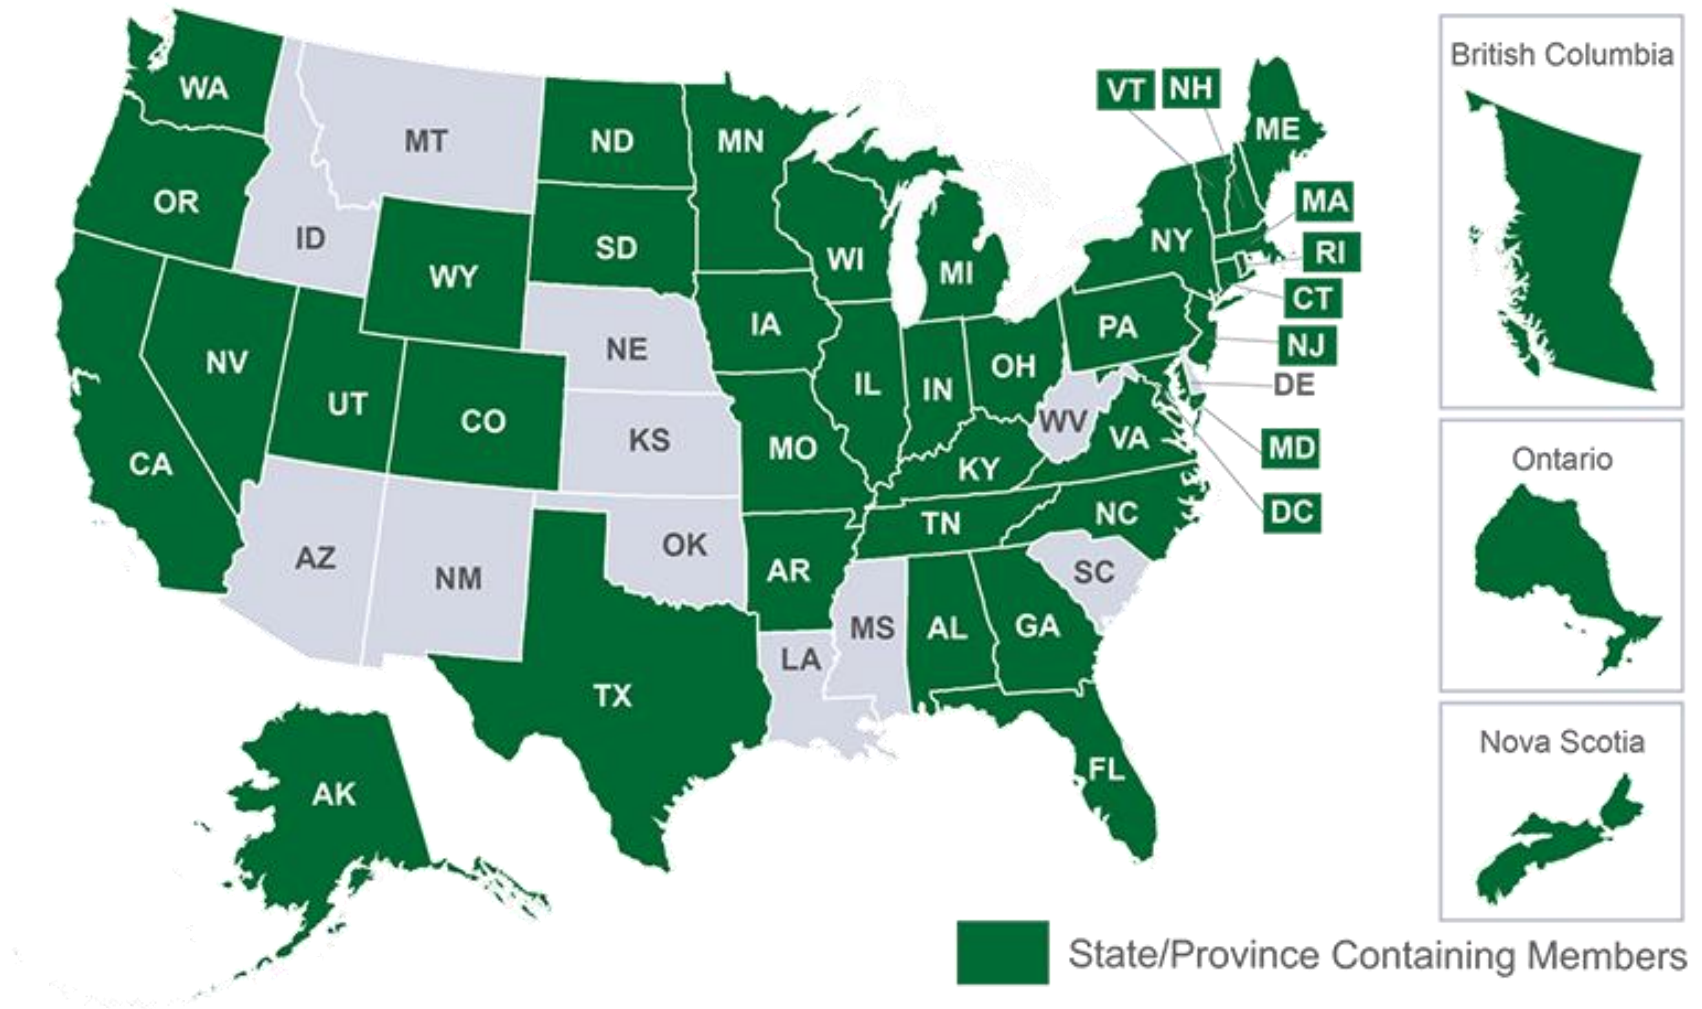 British Columbia
VT NH
WA
ME
MT
ND
MN
OR
MA
ID
SD
NY
RI
WI
WY
MI
CT
IA
PA
NJ
NE
NV
OH
IL
IN
DE
UT
CO
WV
KS
VA
MD
MO
KY
Ontario
CA
DC
NC
TN
OK
AZ
AR
SC
NM
MS
AL
GA
LA
TX
Nova Scotia
FL
AK
State/Province Containing Members